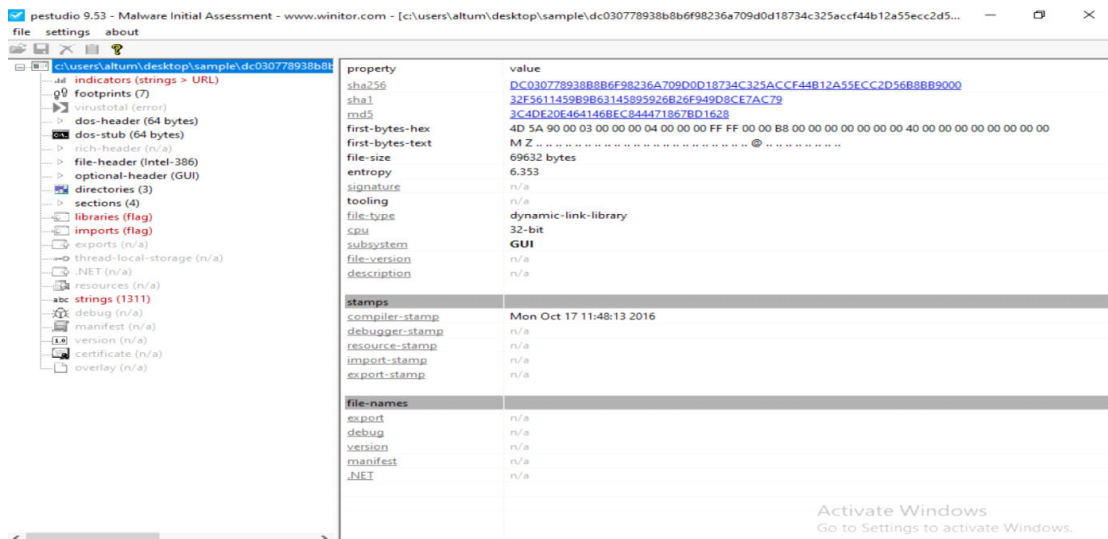 pestudio 9.53 - Malware Initial Assessment - www.winitor.com - [c:\users\altum\desktop\sample\dc030778938b8b6f98236a709d0d18734c325accf44b12a55ecc2d5...
file settings about
c:\users\altum\desktop\sample\dc030778938b8b
indicators (strings > URL)
footprints (7)
virustotal (error)
dos-header (64 bytes)
dos-stub (64 bytes)
rich-header (n/a)
file-header (Intel-386)
optional-header (GUI)
directories (3)
sections (4)
libraries (flag)
imports (flag)
exports (n/a)
thread-local-storage (n/a)
.NET (n/a)
resources (n/a)
abc strings (1311)
debug (n/a)
manifest (n/a)
1.0 version (n/a)
certificate (n/a)
overlay (n/a)
property value
sha256 DC030778938B8B6F98236A709D0D18734C325ACCF44B12A55ECC2D56B8BB9000
sha1 32F5611459B9B63145895926B26F949D8CE7AC79
md5 3C4DE20E464146BEC844471867BD1628
first-bytes-hex 4D 5A 90 00 03 00 00 00 04 00 00 00 FF FF 00 00 B8 00 00 00 00 00 00 00 40 00 00 00 00 00 00 00
first-bytes-text M Z .. .. .. .. .. .. .. .. .. .. .. .. .. .. .. .. .. .. .. .. @ .. .. .. .. .. .. ..
file-size 69632 bytes
entropy 6.353
signature n/a
tooling n/a
file-type dynamic-link-library
cpu 32-bit
subsystem GUI
file-version n/a
description n/a
stamps
compiler-stamp Mon Oct 17 11:48:13 2016
debugger-stamp n/a
resource-stamp n/a
import-stamp n/a
export-stamp n/a
file-names
export n/a
debug n/a
version n/a
manifest n/a
.NET n/a
Activate Windows
Go to Settings to activate Windows.